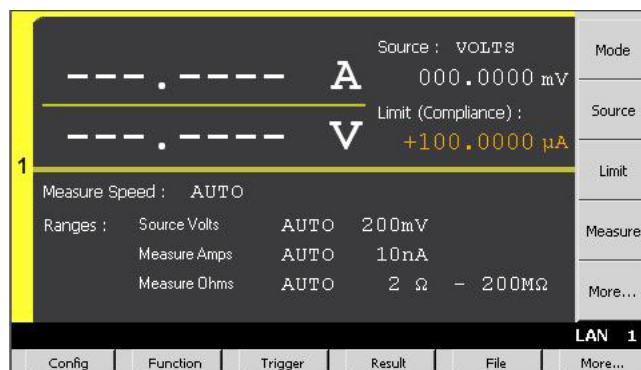 ---.---- A
Source : VOLTS
000.0000 mV
Limit (Compliance) :
---.---- V
+100.0000 µA
1
Measure Speed : AUTO
Ranges : Source Volts AUTO 200mV
Measure Amps AUTO 10nA
Measure Ohms AUTO 2 Ω - 200MΩ
Mode
Source
Limit
Measure
More...
LAN 1
Config Function Trigger Result File More...